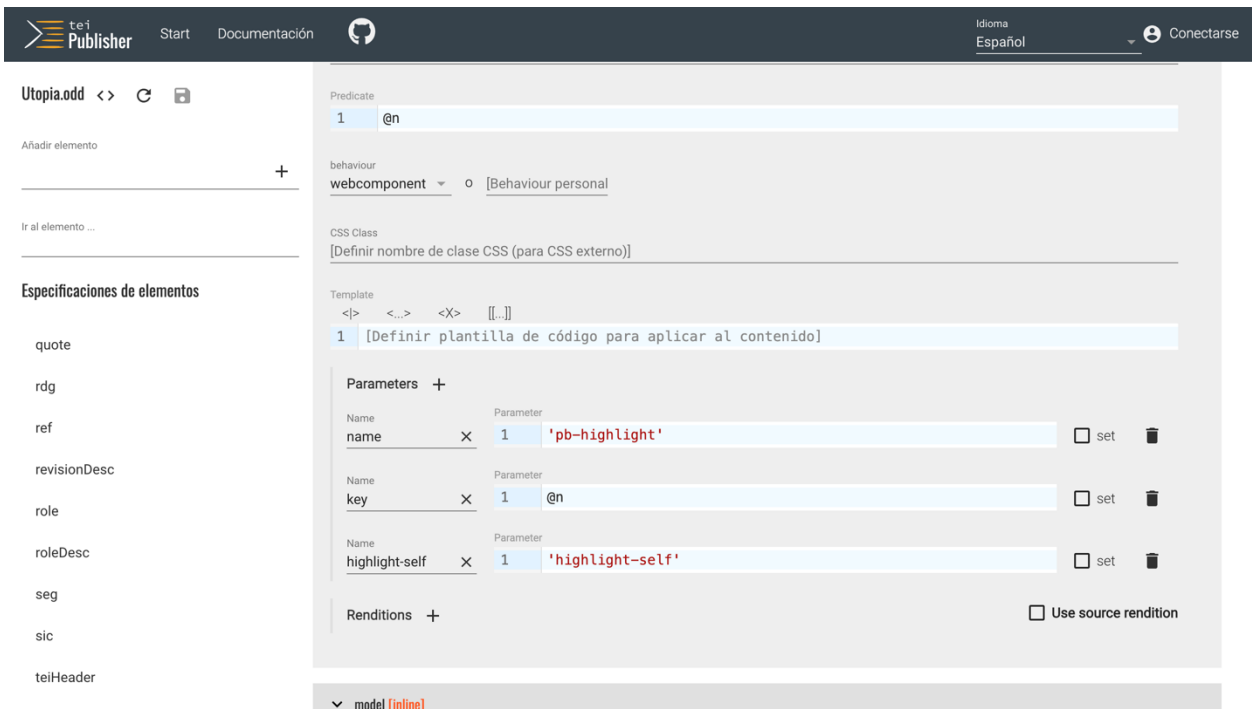 tei
Publisher
Start
Documentación
Idioma
Español
Conectarse
Utopia.odd <>
Añadir elemento
+
Ir al elemento ...
Especificaciones de elementos
quote
rdg
ref
revisionDesc
role
roleDesc
seg
sic
teiHeader
Predicate
1 @n
behaviour
webcomponent o [Behaviour personal
CSS Class
[Definir nombre de clase CSS (para CSS externo)]
Template
<|> <...> <X> [[...]]
1 [Definir plantilla de código para aplicar al contenido]
Parameters +
Name Parameter
name × 1 'pb-highlight' set
Name Parameter
key × 1 @n set
Name Parameter
highlight-self × 1 'highlight-self' set
Renditions + Use source rendition
model [inline]